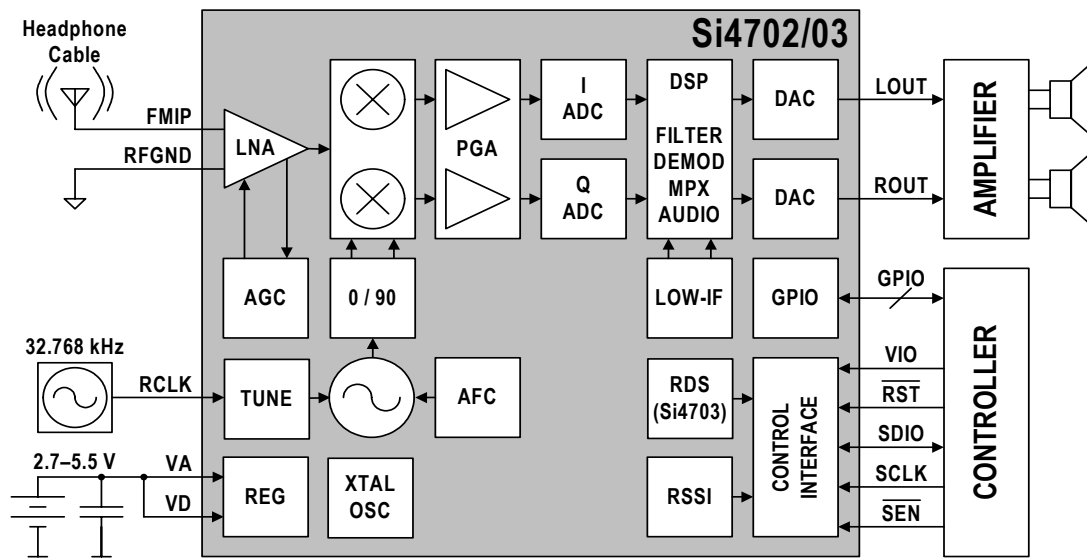 Si4702/03
Headphone
Cable
FMIP
RFGND
LNA
PGA
I
ADC
Q
ADC
DSP
FILTER
DEMOD
MPX
AUDIO
DAC
DAC
LOUT
ROUT
AMPLIFIER
AGC
0 / 90
LOW-IF
GPIO
GPIO
32.768 kHz
RCLK
TUNE
AFC
RDS
(Si4703)
CONTROL
INTERFACE
VIO
RST
SDIO
SCLK
SEN
CONTROLLER
2.7–5.5 V
VA
VD
REG
XTAL
OSC
RSSI